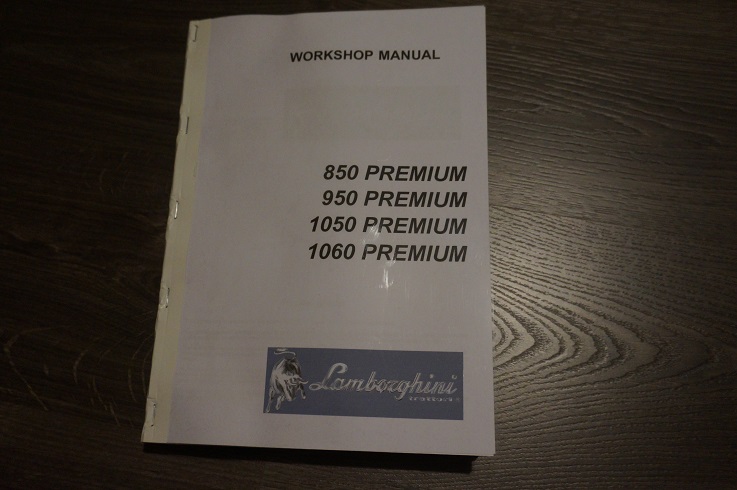 WORKSHOP MANUAL
850 PREMIUM
950 PREMIUM
1050 PREMIUM
1060 PREMIUM
Lamborghini